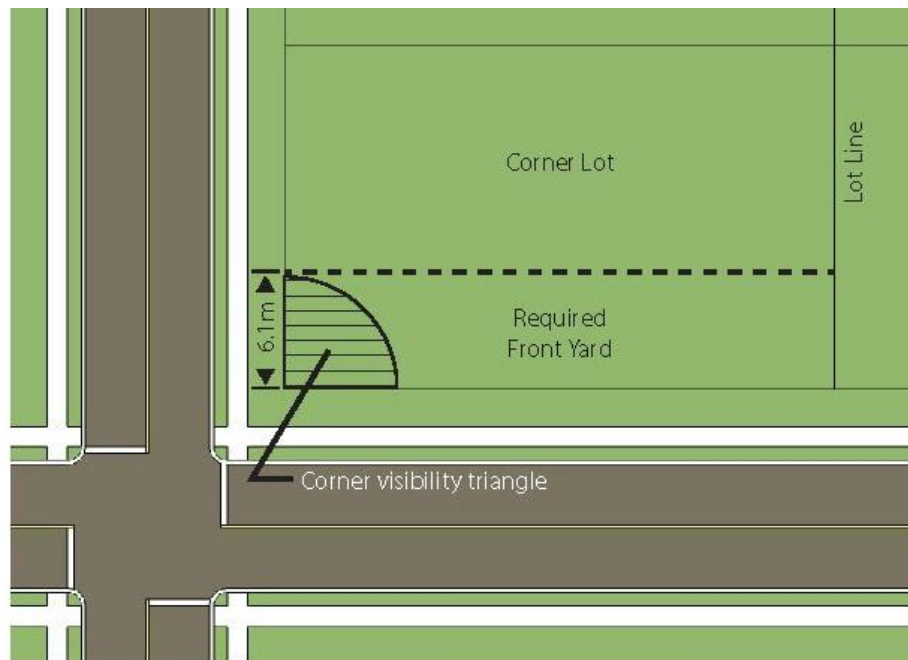 Corner Lot
Lot Line
6.1m
Required
Front Yard
Corner visibility triangle